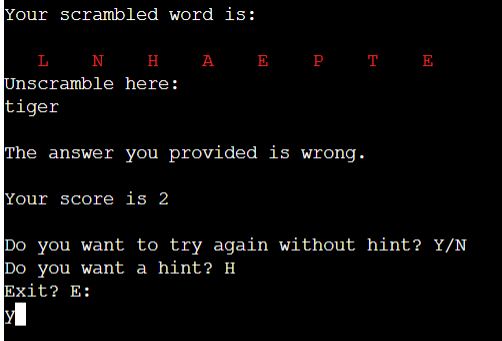 Your scrambled word is:
L N H A E P T E
Unscramble here:
tiger
The answer you provided is wrong.
Your score is 2
Do you want to try again without hint? Y/N
Do you want a hint? H
Exit? E:
y